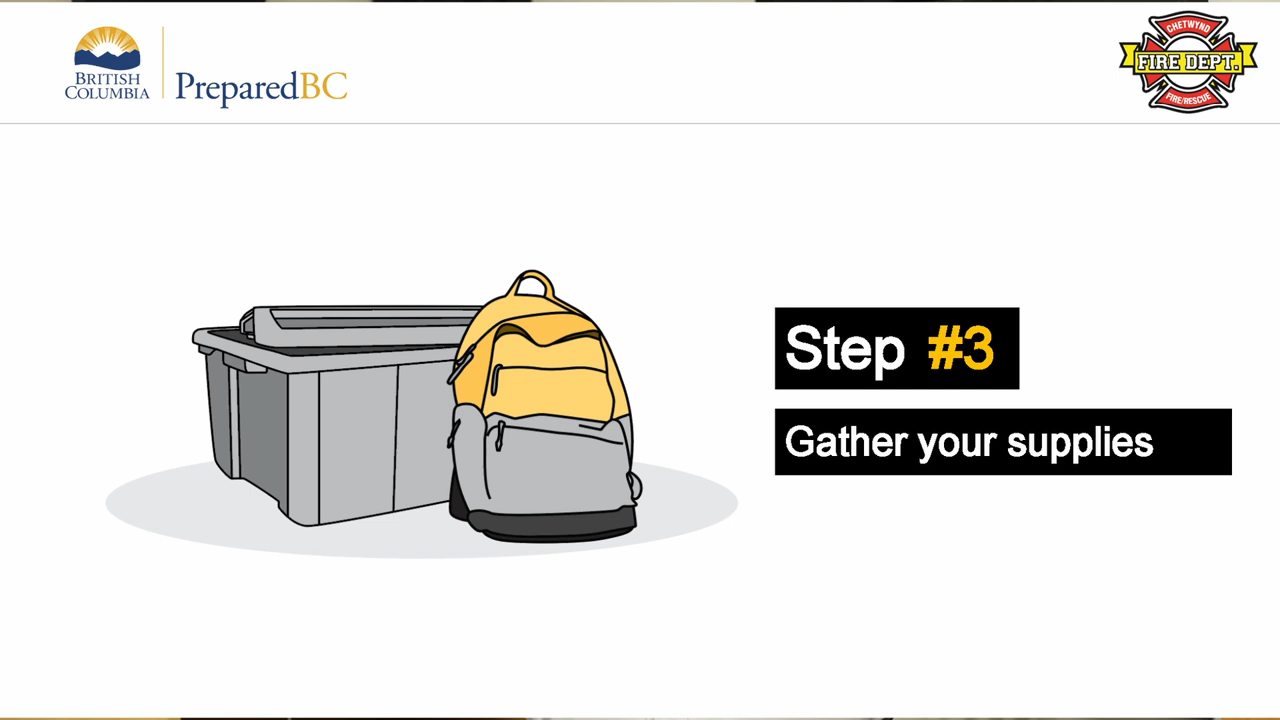 BRITISH
COLUMBIA
PreparedBC
CHETWYND
FIRE DEPT.
FIRE/RESCUE
Step #3
Gather your supplies